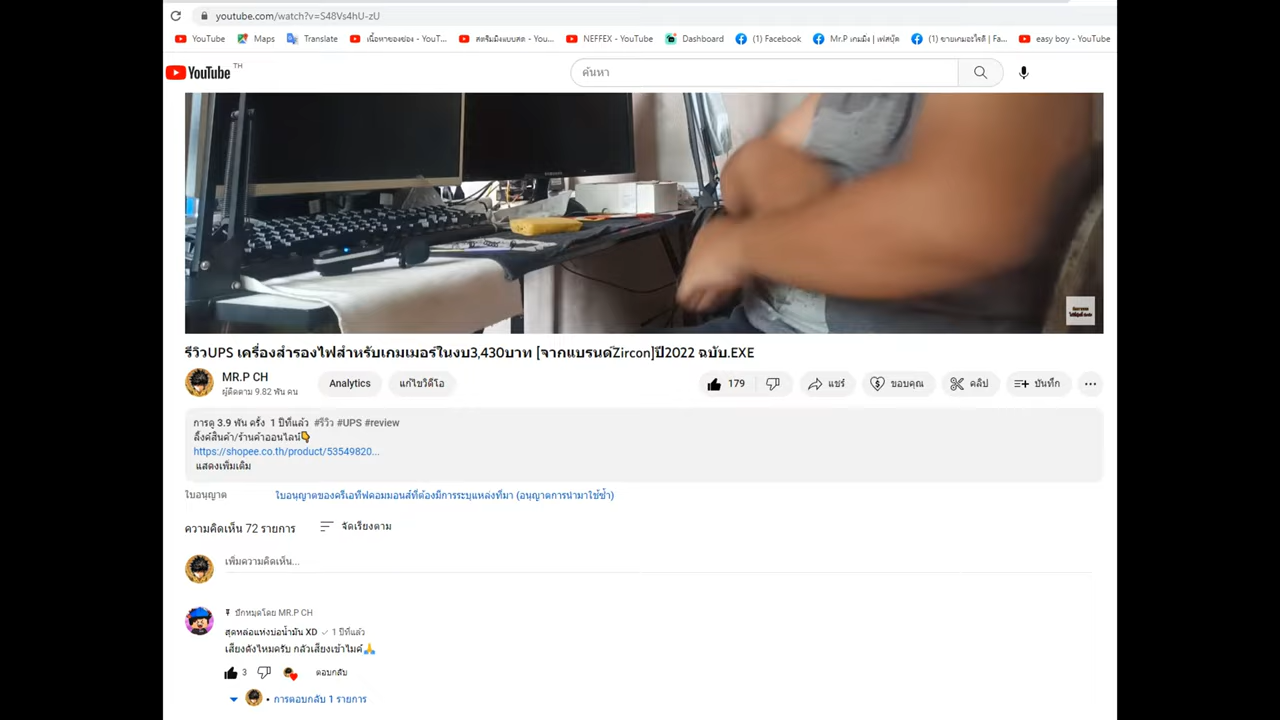 youtube.com/watch?v=S48Vs4hU-zU
YouTube Maps Translate เนื้อหาของช่อง - YouT... สตรีมมิงแบบสด - You... NEFFEX - YouTube Dashboard (1) Facebook Mr.P เกมมิ่ง | เฟสบุ๊ค (1) ขายเกมอะไรดี | Fa... easy boy - YouTube
YouTube TH
ค้นหา
รีวิวUPS เครื่องสำรองไฟสำหรับเกมเมอร์ในงบ3,430บาท [จากแบรนด์Zircon]ปี2022 ฉบับ.EXE
MR.P CH
ผู้ติดตาม 9.82 พัน คน
Analytics
แก้ไขวิดีโอ
179
แชร์
ขอบคุณ
คลิป
บันทึก
การดู 3.9 พัน ครั้ง 1 ปีที่แล้ว #รีวิว #UPS #review
ลิ้งค์สินค้า/ร้านค้าออนไลน์👇
https://shopee.co.th/product/53549820...
แสดงเพิ่มเติม
ใบอนุญาต ใบอนุญาตของครีเอทีฟคอมมอนส์ที่ต้องมีการระบุแหล่งที่มา (อนุญาตการนำมาใช้ซ้ำ)
ความคิดเห็น 72 รายการ จัดเรียงตาม
เพิ่มความคิดเห็น...
ปักหมุดโดย MR.P CH
สุดหล่อแห่งบ่อน้ำมัน XD 1 ปีที่แล้ว
เสียงดังไหมครับ กลัวเสียงเข้าไมค์🙏
3 ตอบกลับ
การตอบกลับ 1 รายการ